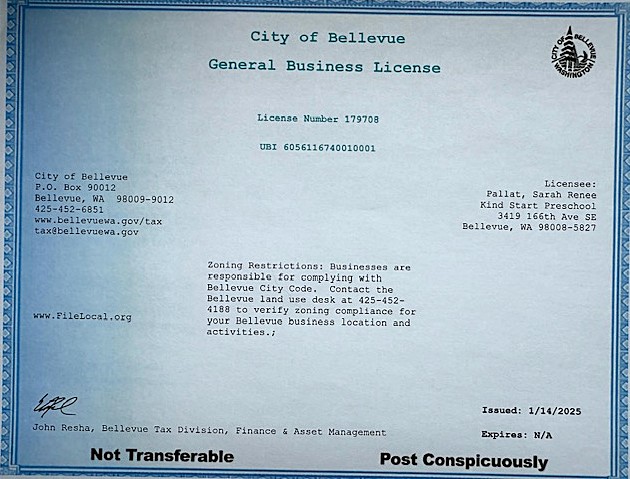 City of Bellevue
General Business License
CITY OF BELLEVUE
WASHINGTON
License Number 179708
UBI 6056116740010001
City of Bellevue
P.O. Box 90012
Bellevue, WA 98009-9012
425-452-6851
www.bellevuewa.gov/tax
tax@bellevuewa.gov
Licensee:
Pallat, Sarah Renee
Kind Start Preschool
3419 166th Ave SE
Bellevue, WA 98008-5827
Zoning Restrictions: Businesses are
responsible for complying with
Bellevue City Code. Contact the
Bellevue land use desk at 425-452-
4188 to verify zoning compliance for
your Bellevue business location and
activities.;
www.FileLocal.org
John Resha, Bellevue Tax Division, Finance & Asset Management
Issued: 1/14/2025
Expires: N/A
Not Transferable
Post Conspicuously